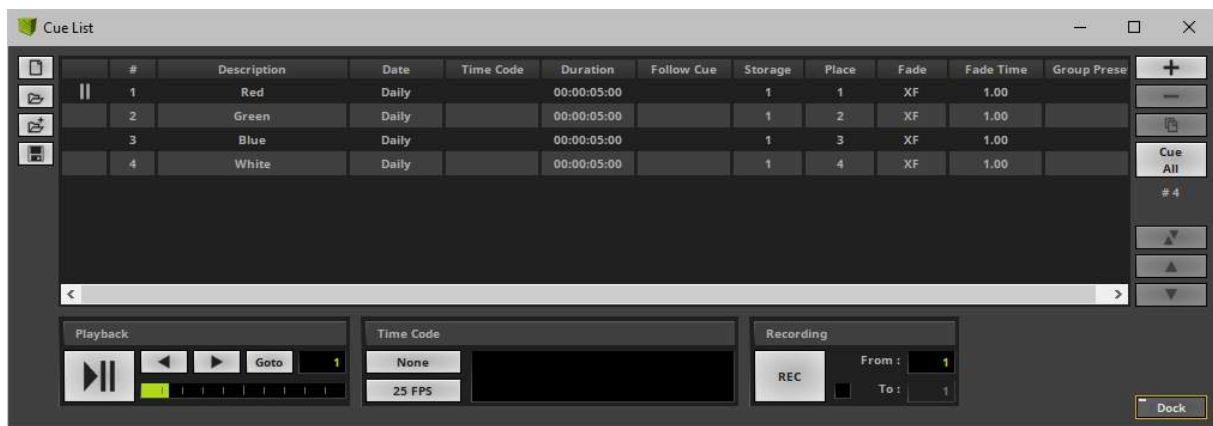 Cue List
# Description Date Time Code Duration Follow Cue Storage Place Fade Fade Time Group Prese
1 Red Daily 00:00:05:00 1 1 XF 1.00
2 Green Daily 00:00:05:00 1 2 XF 1.00
3 Blue Daily 00:00:05:00 1 3 XF 1.00
4 White Daily 00:00:05:00 1 4 XF 1.00
Cue
All
# 4
Playback
Goto 1
Time Code
None
25 FPS
Recording
REC
From : 1
To : 1
Dock